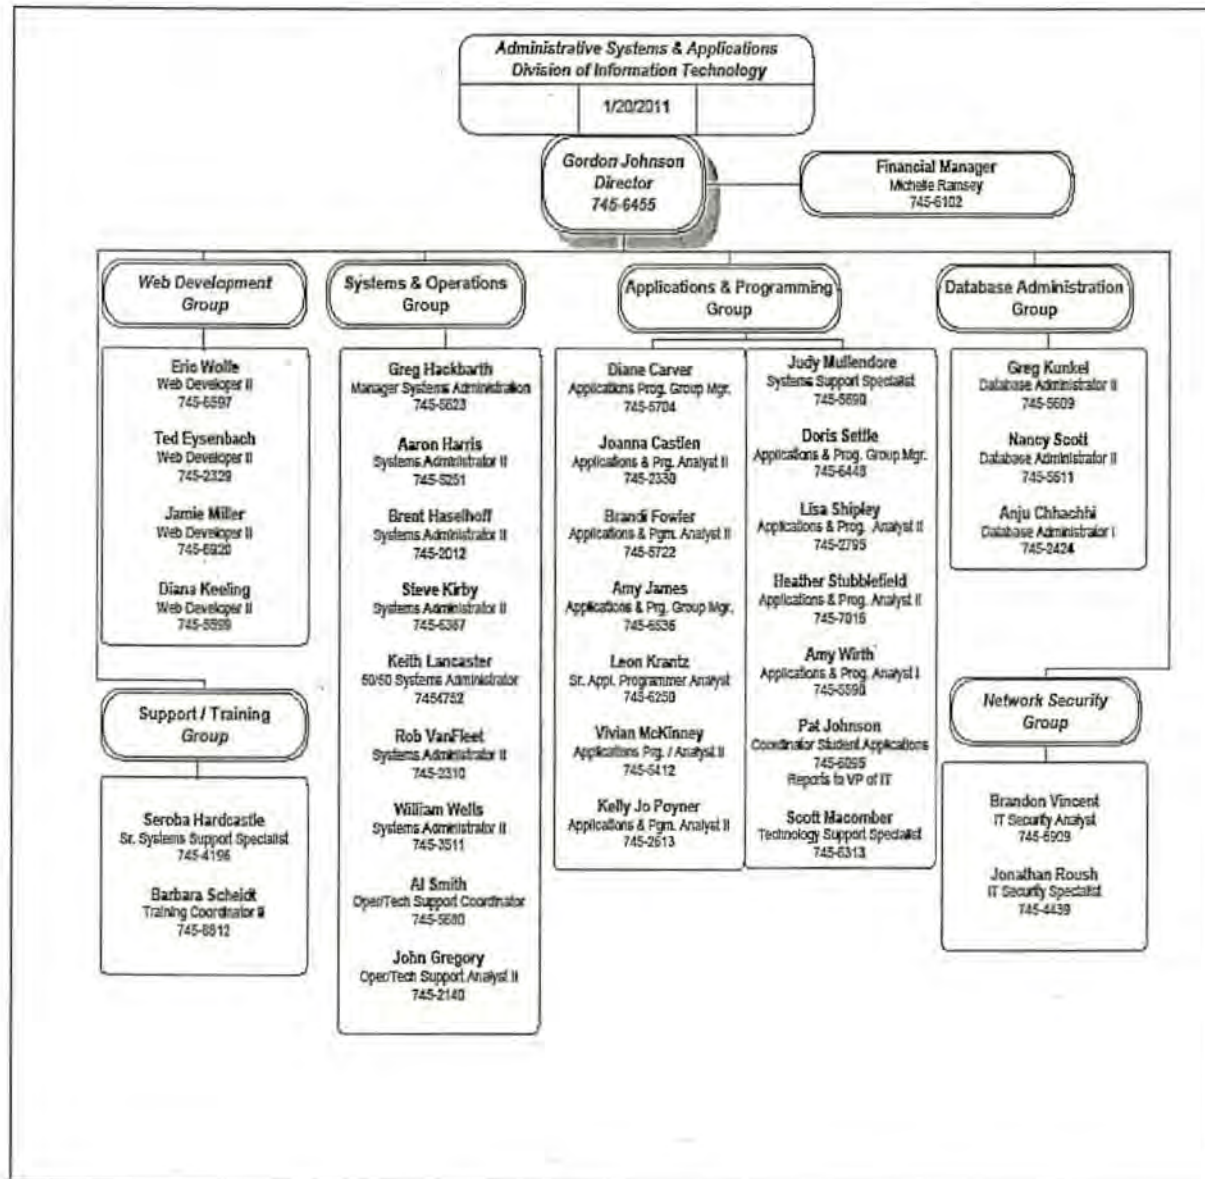 Administrative Systems & Applications
Division of Information Technology
1/20/2011
Gordon Johnson
Director
745-6455
Financial Manager
Michelle Ramsey
745-6102
Web Development
Group
Eric Wolfe
Web Developer II
745-6597
Ted Eysenbach
Web Developer II
745-2329
Jamie Miller
Web Developer II
745-6920
Diana Keeling
Web Developer II
745-5599
Support / Training
Group
Seroba Hardcastle
Sr. Systems Support Specialist
745-4196
Barbara Scheidt
Training Coordinator II
745-8812
Systems & Operations
Group
Greg Hackbarth
Manager Systems Administration
745-5623
Aaron Harris
Systems Administrator II
745-5251
Brent Haselhoff
Systems Administrator II
745-2012
Steve Kirby
Systems Administrator II
745-6367
Keith Lancaster
50/50 Systems Administrator
7454752
Rob VanFleet
Systems Administrator II
745-2310
William Wells
Systems Administrator II
745-3511
Al Smith
Oper/Tech Support Coordinator
745-5680
John Gregory
Oper/Tech Support Analyst II
745-2140
Applications & Programming
Group
Diane Carver
Applications Prog. Group Mgr.
745-5704
Joanna Castlen
Applications & Prg. Analyst II
745-2330
Brandi Fowler
Applications & Pgm. Analyst II
745-5722
Amy James
Applications & Prg. Group Mgr.
745-6536
Leon Krantz
Sr. Appl. Programmer Analyst
745-6250
Vivian McKinney
Applications Prg. / Analyst II
745-5412
Kelly Jo Poyner
Applications & Pgm. Analyst II
745-2613
Judy Mullendore
Systems Support Specialist
745-5690
Doris Settle
Applications & Prog. Group Mgr.
745-6448
Lisa Shipley
Applications & Prog. Analyst II
745-2795
Heather Stubblefield
Applications & Prog. Analyst II
745-7016
Amy Wirth
Applications & Prog. Analyst I
745-5590
Pat Johnson
Coordinator Student Applications
745-6095
Reports to VP of IT
Scott Macomber
Technology Support Specialist
745-6313
Database Administration
Group
Greg Kunkel
Database Administrator II
745-5609
Nancy Scott
Database Administrator II
745-5511
Anju Chhachhi
Database Administrator I
745-2424
Network Security
Group
Brandon Vincent
IT Security Analyst
745-6909
Jonathan Roush
IT Security Specialist
745-4439